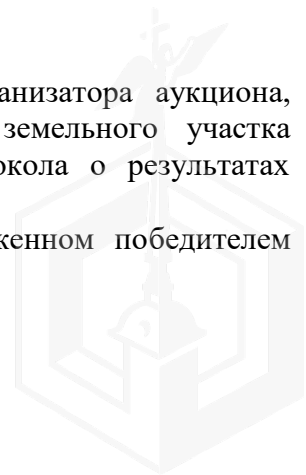 анизатора аукциона,
земельного участка
окола о результатах
женном победителем